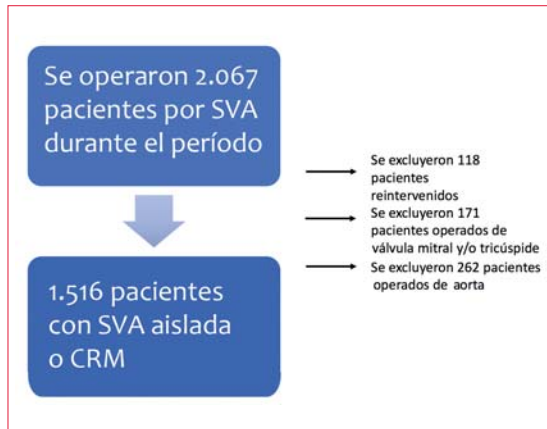 Se operaron 2.067
pacientes por SVA
durante el período
Se excluyeron 118
pacientes
reintervenidos
Se excluyeron 171
pacientes operados de
válvula mitral y/o tricúspide
Se excluyeron 262 pacientes
operados de aorta
1.516 pacientes
con SVA aislada
o CRM